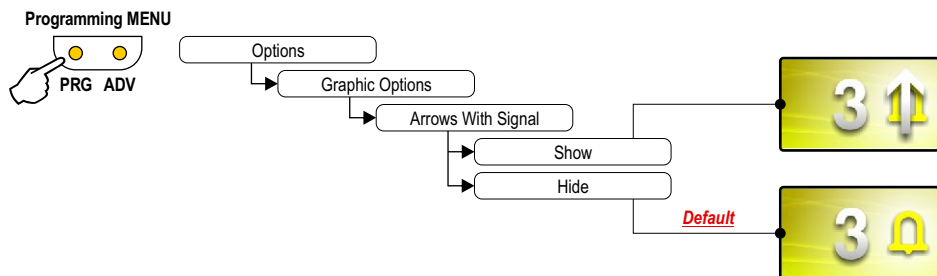 Programming MENU
PRG ADV
Options
Graphic Options
Arrows With Signal
Show
Hide
Default
3
3